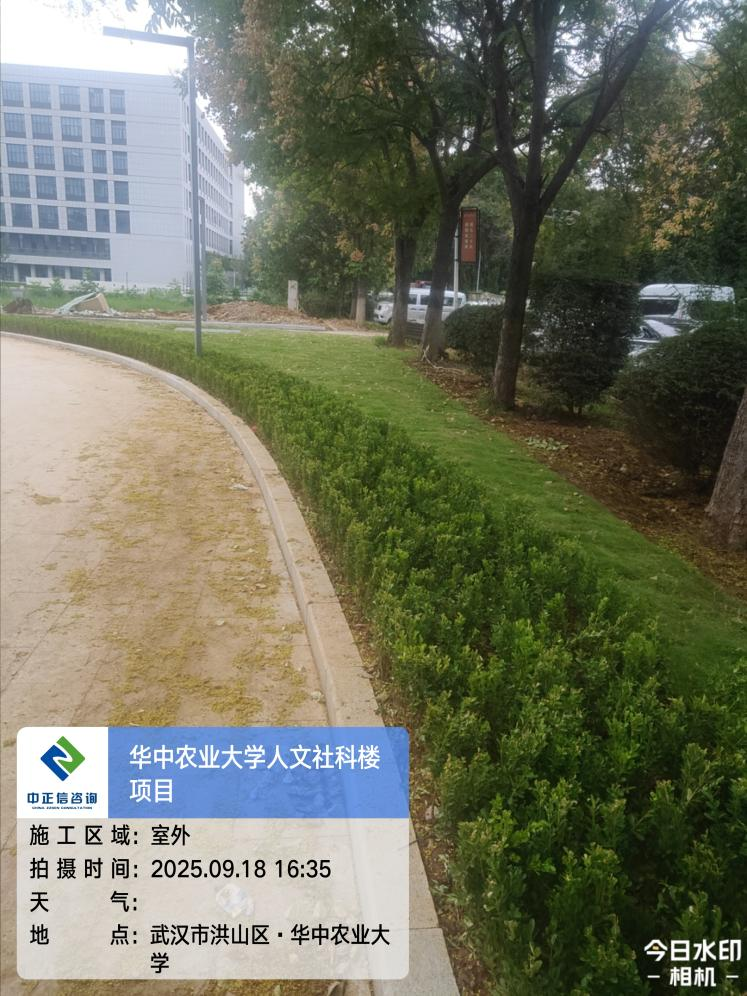 中正信咨询
华中农业大学人文社科楼
项目
施工区域：室外
拍摄时间：2025.09.18 16:35
天气：
地点：武汉市洪山区·华中农业大
学
今日水印
相机